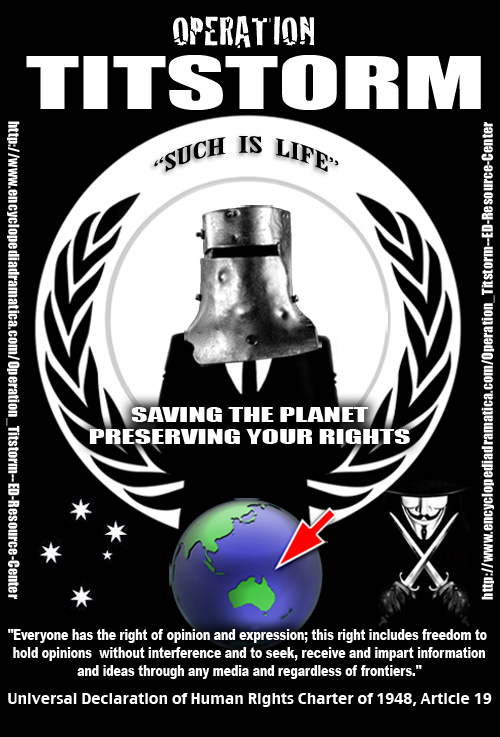 OPERATION
TITSTORM
"SUCH IS LIFE"
http://www.encyclopediadramatica.com/Operation_Titstorm--ED-Resource-Center
http://www.encyclopediadramatica.com/Operation_Titstorm--ED-Resource-Center
SAVING THE PLANET
PRESERVING YOUR RIGHTS
"Everyone has the right of opinion and expression; this right includes freedom to
hold opinions without interference and to seek, receive and impart information
and ideas through any media and regardless of frontiers."
Universal Declaration of Human Rights Charter of 1948, Article 19